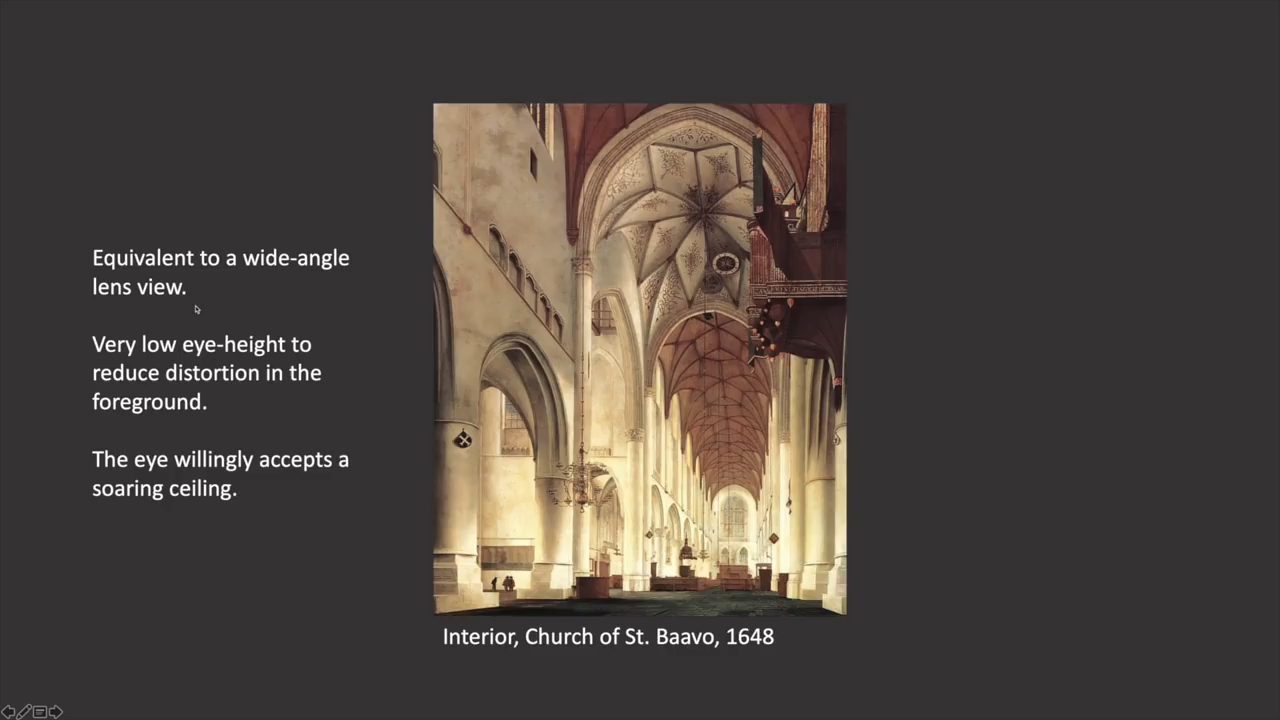 Equivalent to a wide-angle
lens view.
Very low eye-height to
reduce distortion in the
foreground.
The eye willingly accepts a
soaring ceiling.
Interior, Church of St. Baavo, 1648